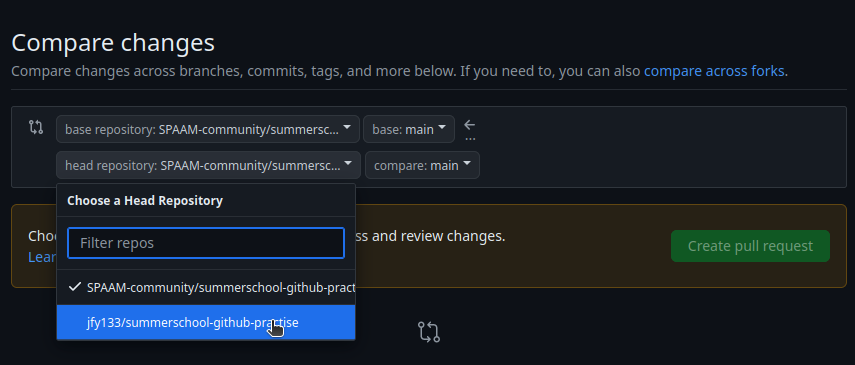 Compare changes
Compare changes across branches, commits, tags, and more below. If you need to, you can also compare across forks.
base repository: SPAAM-community/summersc... base: main
head repository: SPAAM-community/summersc... compare: main
Choose a Head Repository
Filter repos
Choo
ss and review changes.
Lear
Create pull request
SPAAM-community/summerschool-github-pract
jfy133/summerschool-github-practise